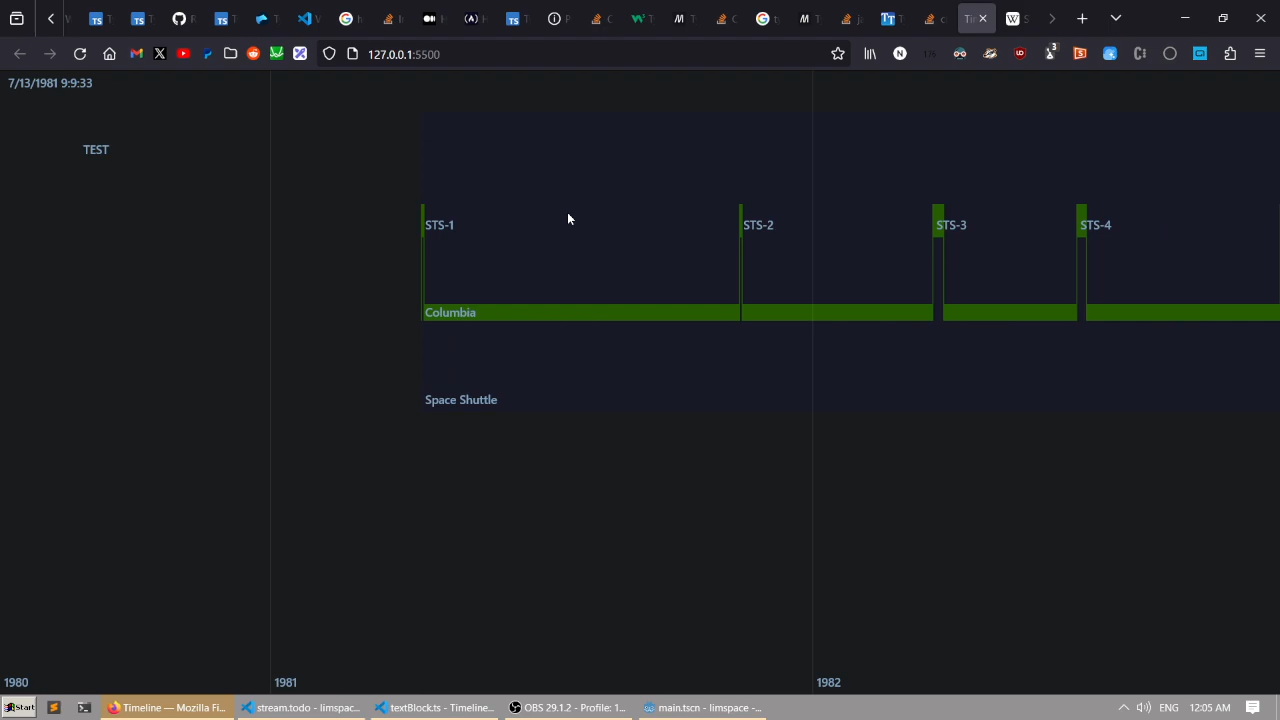 127.0.0.1:5500
176
3
7/13/1981 9:9:33
TEST
STS-1
STS-2
STS-3
STS-4
Columbia
Space Shuttle
1980
1981
1982
Start
Timeline — Mozilla Fi...
stream.todo - limspac...
textBlock.ts - Timeline...
OBS 29.1.2 - Profile: 1...
main.tscn - limspace -...
ENG
12:05 AM